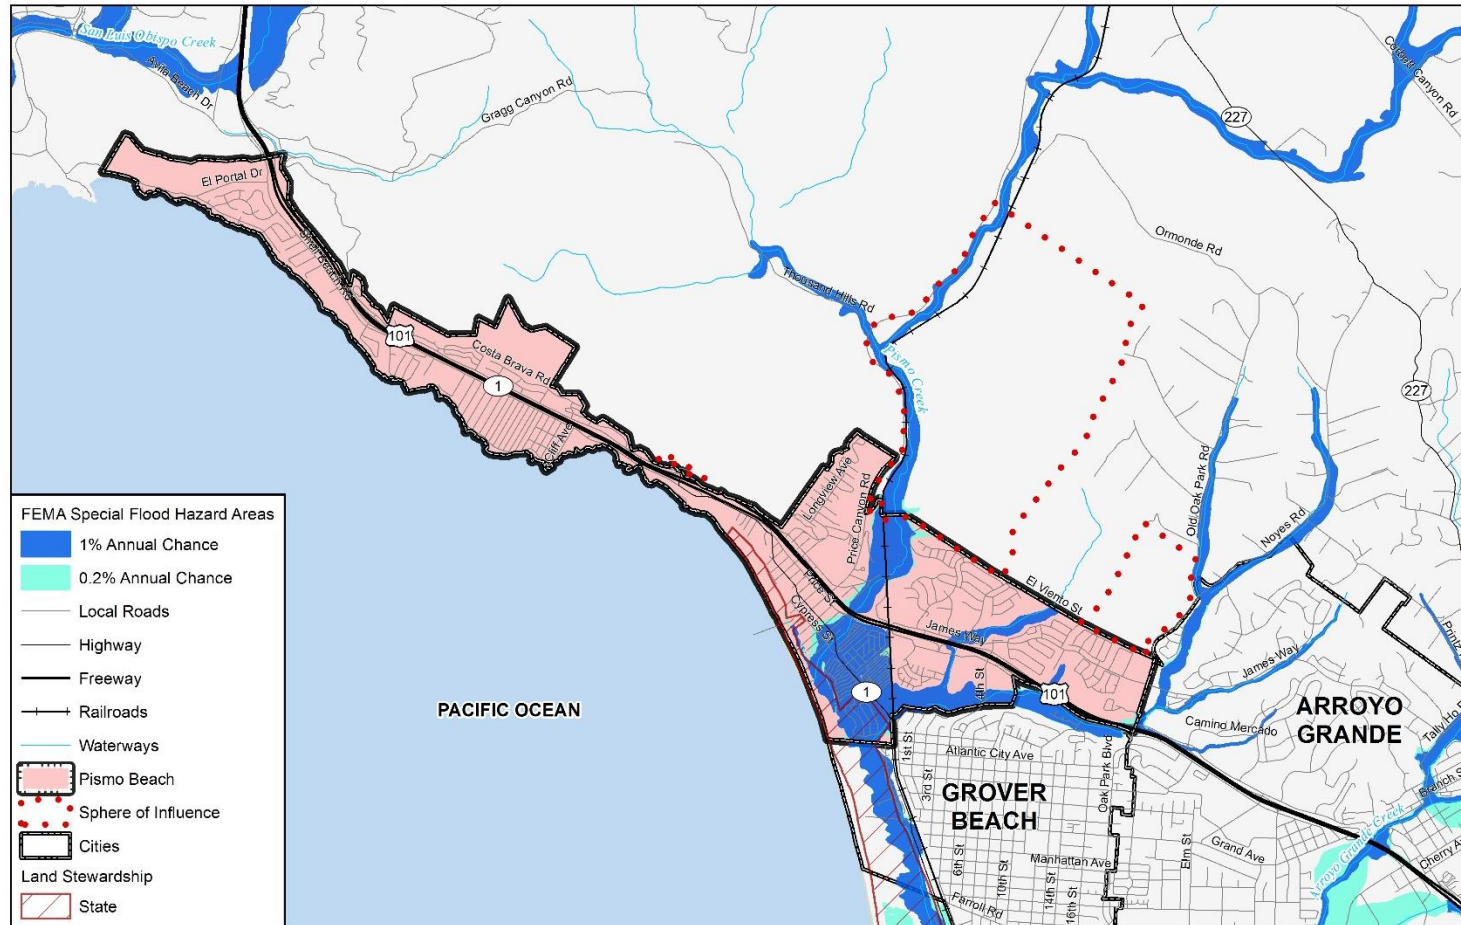 San Luis Obispo Creek
Avila Beach Dr
Gragg Canyon Rd
Corbett Canyon Rd
227
El Portal Dr
Shell Beach Rd
Ormonde Rd
Thousand Hills Rd
101
Costa Brava Rd
1
Pismo Creek
227
Cliff Ave
Longview Ave
Price Canyon Rd
Old Oak Park Rd
Noyes Rd
El Viento St
Price St
Cypress St
James Way
James Way
4th St
101
1
PACIFIC OCEAN
Camino Mercado
ARROYO
GRANDE
1st St
Atlantic City Ave
3rd St
Oak Park Blvd
GROVER
BEACH
Branch S
Grand Ave
Elm St
Arroyo Grande Creek
Cherry A
Manhattan Ave
6th St
10th St
14th St
16th St
Farroll Rd
FEMA Special Flood Hazard Areas
1% Annual Chance
0.2% Annual Chance
Local Roads
Highway
Freeway
Railroads
Waterways
Pismo Beach
Sphere of Influence
Cities
Land Stewardship
State